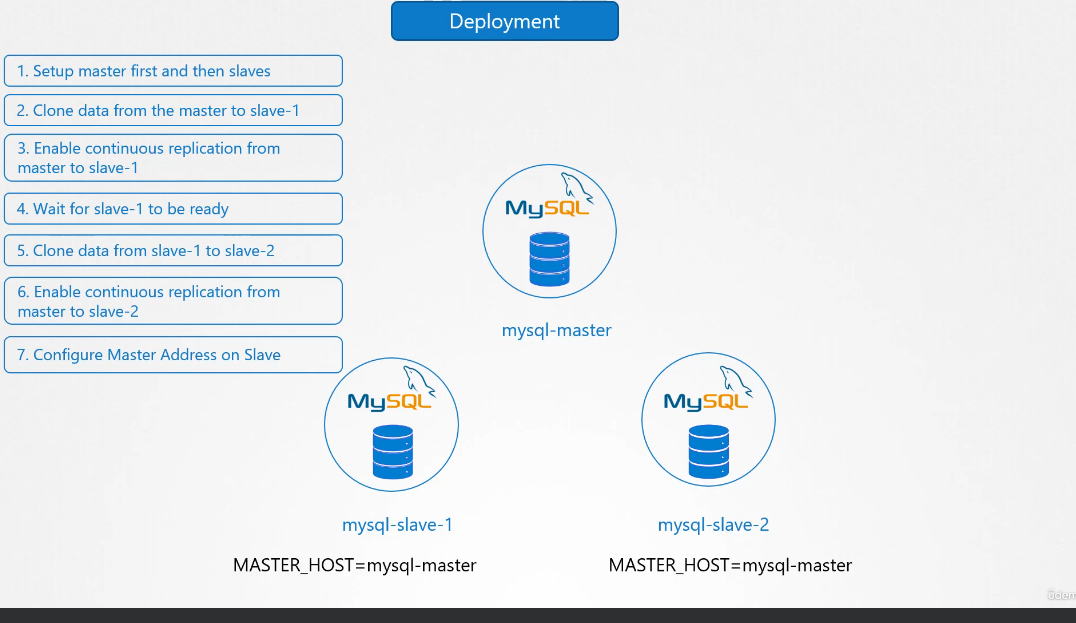 Deployment
1. Setup master first and then slaves
2. Clone data from the master to slave-1
3. Enable continuous replication from
master to slave-1
4. Wait for slave-1 to be ready
5. Clone data from slave-1 to slave-2
6. Enable continuous replication from
master to slave-2
7. Configure Master Address on Slave
MySQL
mysql-master
MySQL
mysql-slave-1
MASTER_HOST=mysql-master
MySQL
mysql-slave-2
MASTER_HOST=mysql-master